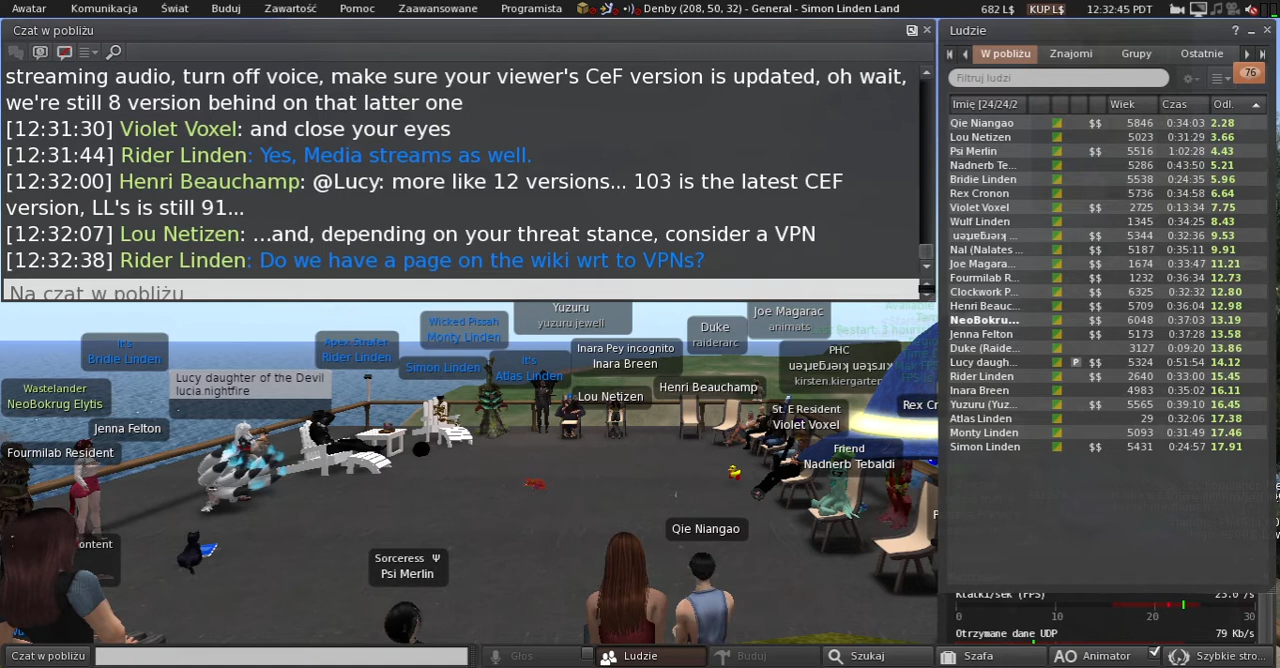 Awatar Komunikacja Świat Buduj Zawartość Pomoc Zaawansowane Programista Denby (208, 50, 32) - General - Simon Linden Land 682 L$ KUP L$ 12:32:45 PDT
Czat w pobliżu
streaming audio, turn off voice, make sure your viewer's CeF version is updated, oh wait,
we're still 8 version behind on that latter one
[12:31:30] Violet Voxel: and close your eyes
[12:31:44] Rider Linden: Yes, Media streams as well.
[12:32:00] Henri Beauchamp: @Lucy: more like 12 versions... 103 is the latest CEF
version, LL's is still 91...
[12:32:07] Lou Netizen: ...and, depending on your threat stance, consider a VPN
[12:32:38] Rider Linden: Do we have a page on the wiki wrt to VPNs?
Na czat w pobliżu
Ludzie
W pobliżu Znajomi Grupy Ostatnie
Filtruj ludzi
76
Imię [24/24/2 Wiek Czas Odl.
Qie Niangao $$ 5846 0:34:03 2.28
Lou Netizen 5023 0:31:29 3.66
Psi Merlin $$ 5516 1:02:28 4.43
Nadnerb Te... 5286 0:43:50 5.21
Bridie Linden 5538 0:24:35 5.96
Rex Cronon 5736 0:34:58 6.64
Violet Voxel $$ 2725 0:13:34 7.75
Wulf Linden 1345 0:34:25 8.43
$$ 5344 0:32:36 9.53
Nal (Nalates ... $$ 5187 0:35:11 9.91
Joe Magara... $$ 1674 0:33:47 11.21
Fourmilab R... $$ 1232 0:36:34 12.73
Clockwork P... $$ 6325 0:32:32 12.80
Henri Beauc... $$ 5709 0:36:04 12.98
NeoBokru... $$ 6048 0:37:03 13.19
Jenna Felton $$ 5173 0:37:28 13.58
Duke (Raide... 3127 0:09:20 13.86
Lucy daugh... P $$ 5324 0:51:54 14.12
Rider Linden $$ 2640 0:33:00 15.45
Inara Breen 4983 0:35:02 16.11
Yuzuru (Yuz... $$ 5565 0:39:10 16.45
Atlas Linden 29 0:32:06 17.38
Monty Linden 5093 0:31:49 17.46
Simon Linden $$ 5431 0:24:57 17.91
Yuzuru
yuzuru jewell
Joe Magarac
animats
Wicked Pissah
Monty Linden
Duke
raiderarc
It's
Bridie Linden
Apex Strafer
Rider Linden
Inara Pey incognito
Inara Breen
PHC
kirsten.kiergarten
Simon Linden
It's
Atlas Linden
Lucy daughter of the Devil
lucia.nightfire
Henri Beauchamp
Wastelander
NeoBokrug Elytis
Lou Netizen
St. E Resident
Violet Voxel
Rex Cr
Jenna Felton
Fourmilab Resident
Friend
Nadnerb Tebaldi
Qie Niangao
ontent
Sorceress Ψ
Psi Merlin
Klatki/sek (FPS) 23.0 /s
0 10 20 30
Otrzymane dane UDP 79 Kb/s
Czat w pobliżu Głos Ludzie Buduj Szukaj Szafa AO Animator Szybkie stro...